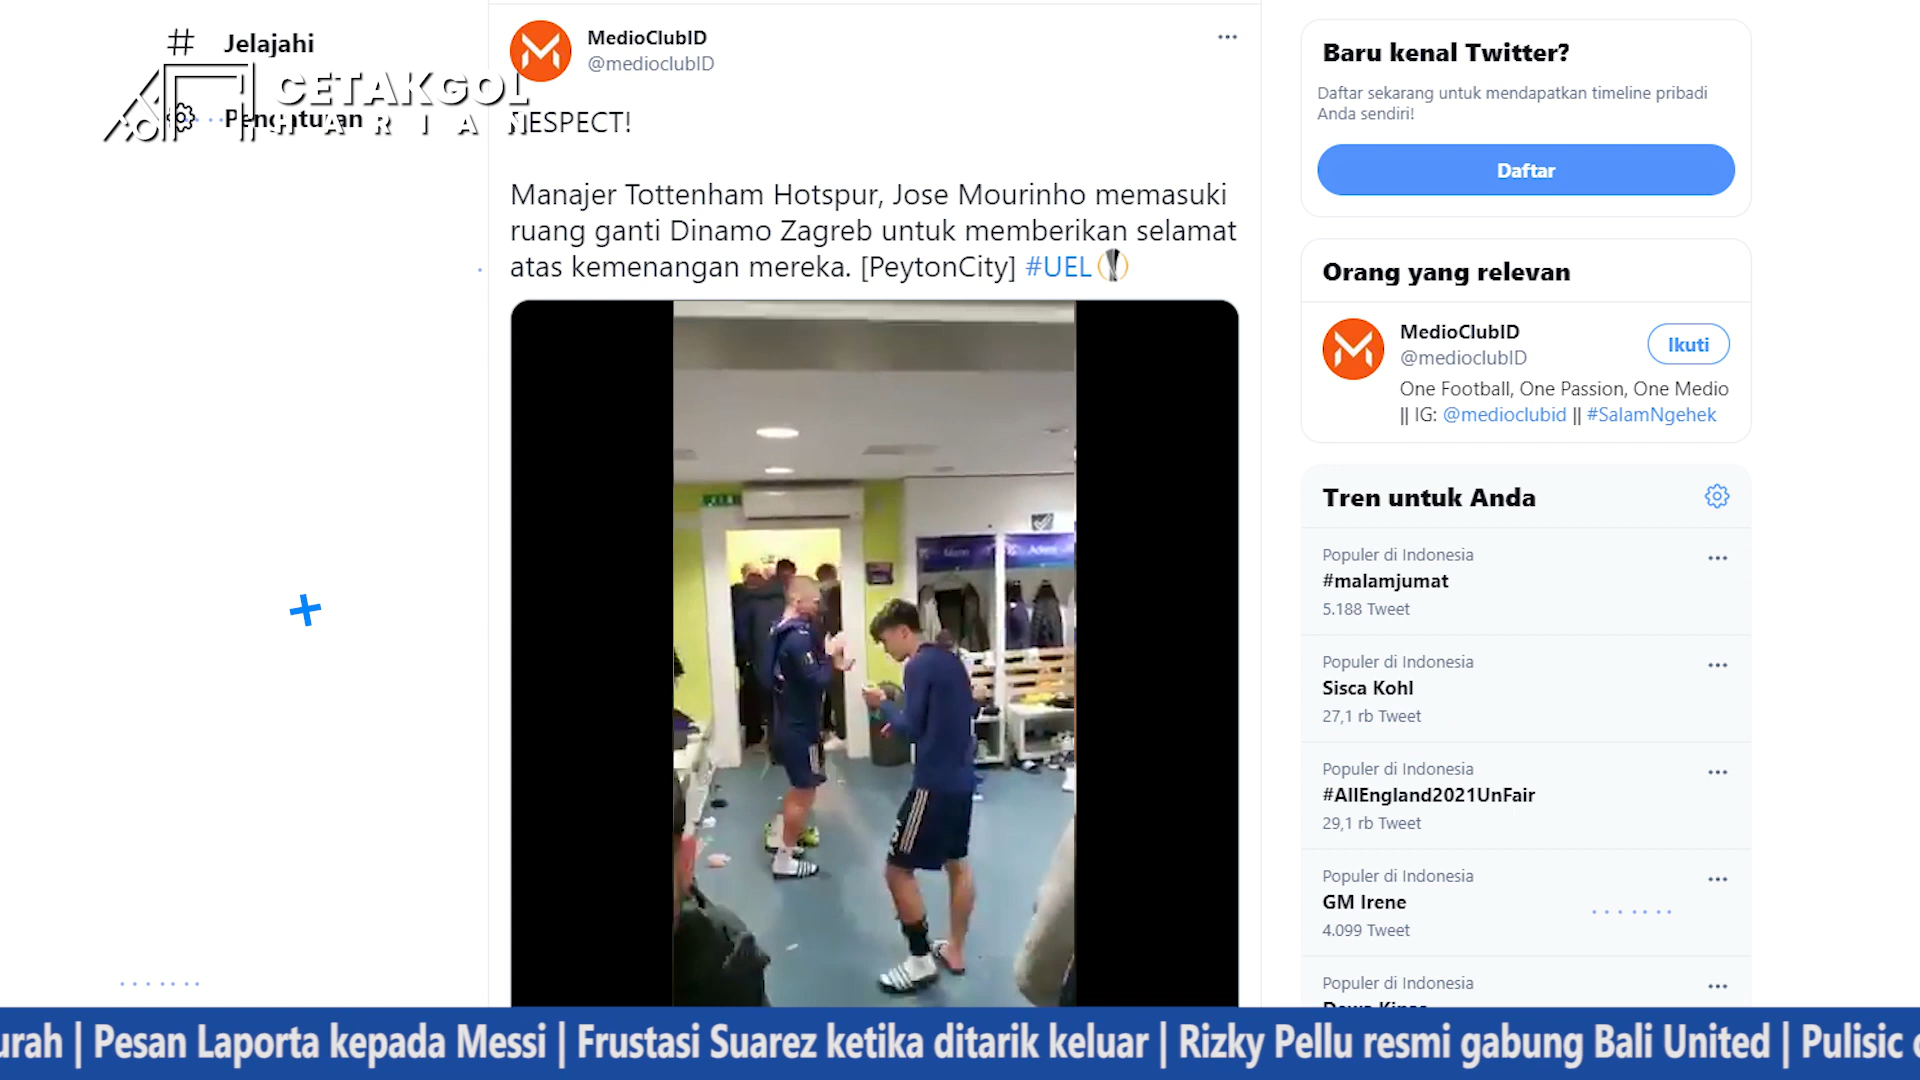 # Jelajahi
Pengaturan
CETAKGOL
HARIAN
MedioClubID
@medioclubID
RESPECT!
Manajer Tottenham Hotspur, Jose Mourinho memasuki
ruang ganti Dinamo Zagreb untuk memberikan selamat
atas kemenangan mereka. [PeytonCity] #UEL
Baru kenal Twitter?
Daftar sekarang untuk mendapatkan timeline pribadi
Anda sendiri!
Daftar
Orang yang relevan
MedioClubID
@medioclubID
Ikuti
One Football, One Passion, One Medio
|| IG: @medioclubid || #SalamNgehek
Tren untuk Anda
Populer di Indonesia
#malamjumat
5.188 Tweet
Populer di Indonesia
Sisca Kohl
27,1 rb Tweet
Populer di Indonesia
#AllEngland2021UnFair
29,1 rb Tweet
Populer di Indonesia
GM Irene
4.099 Tweet
Populer di Indonesia
urah | Pesan Laporta kepada Messi | Frustasi Suarez ketika ditarik keluar | Rizky Pellu resmi gabung Bali United | Pulisic